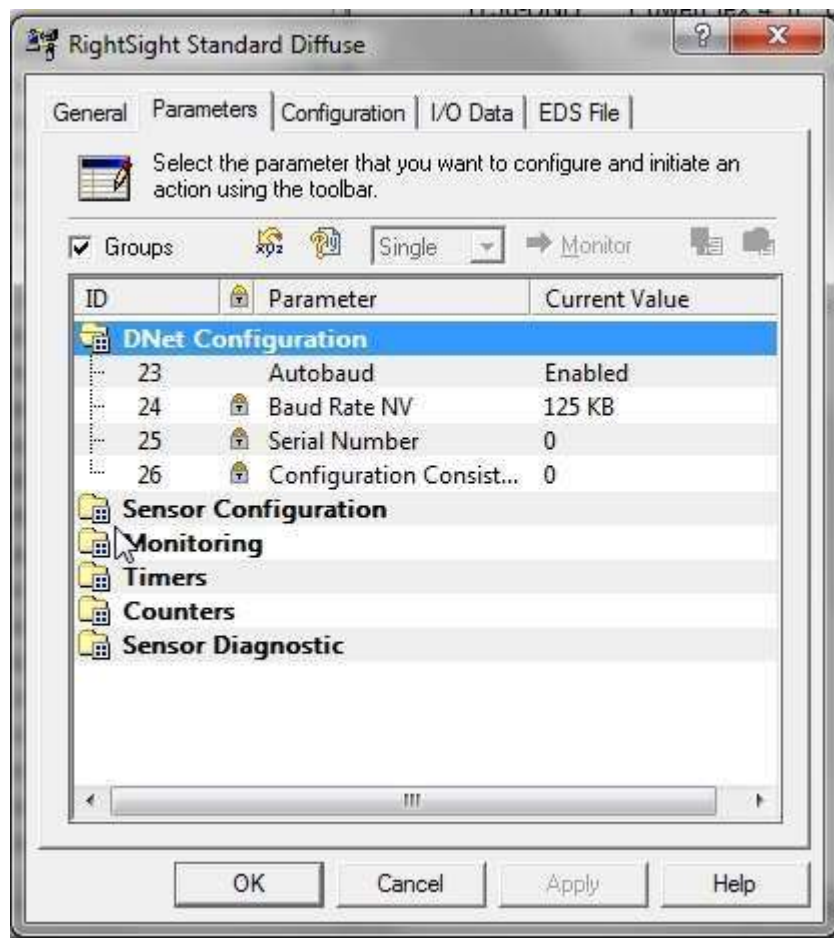 RightSight Standard Diffuse
General Parameters Configuration I/O Data EDS File
Select the parameter that you want to configure and initiate an
action using the toolbar.
Groups Single Monitor
ID Parameter Current Value
DNet Configuration
23 Autobaud Enabled
24 Baud Rate NV 125 KB
25 Serial Number 0
26 Configuration Consist... 0
Sensor Configuration
Monitoring
Timers
Counters
Sensor Diagnostic
OK Cancel Apply Help